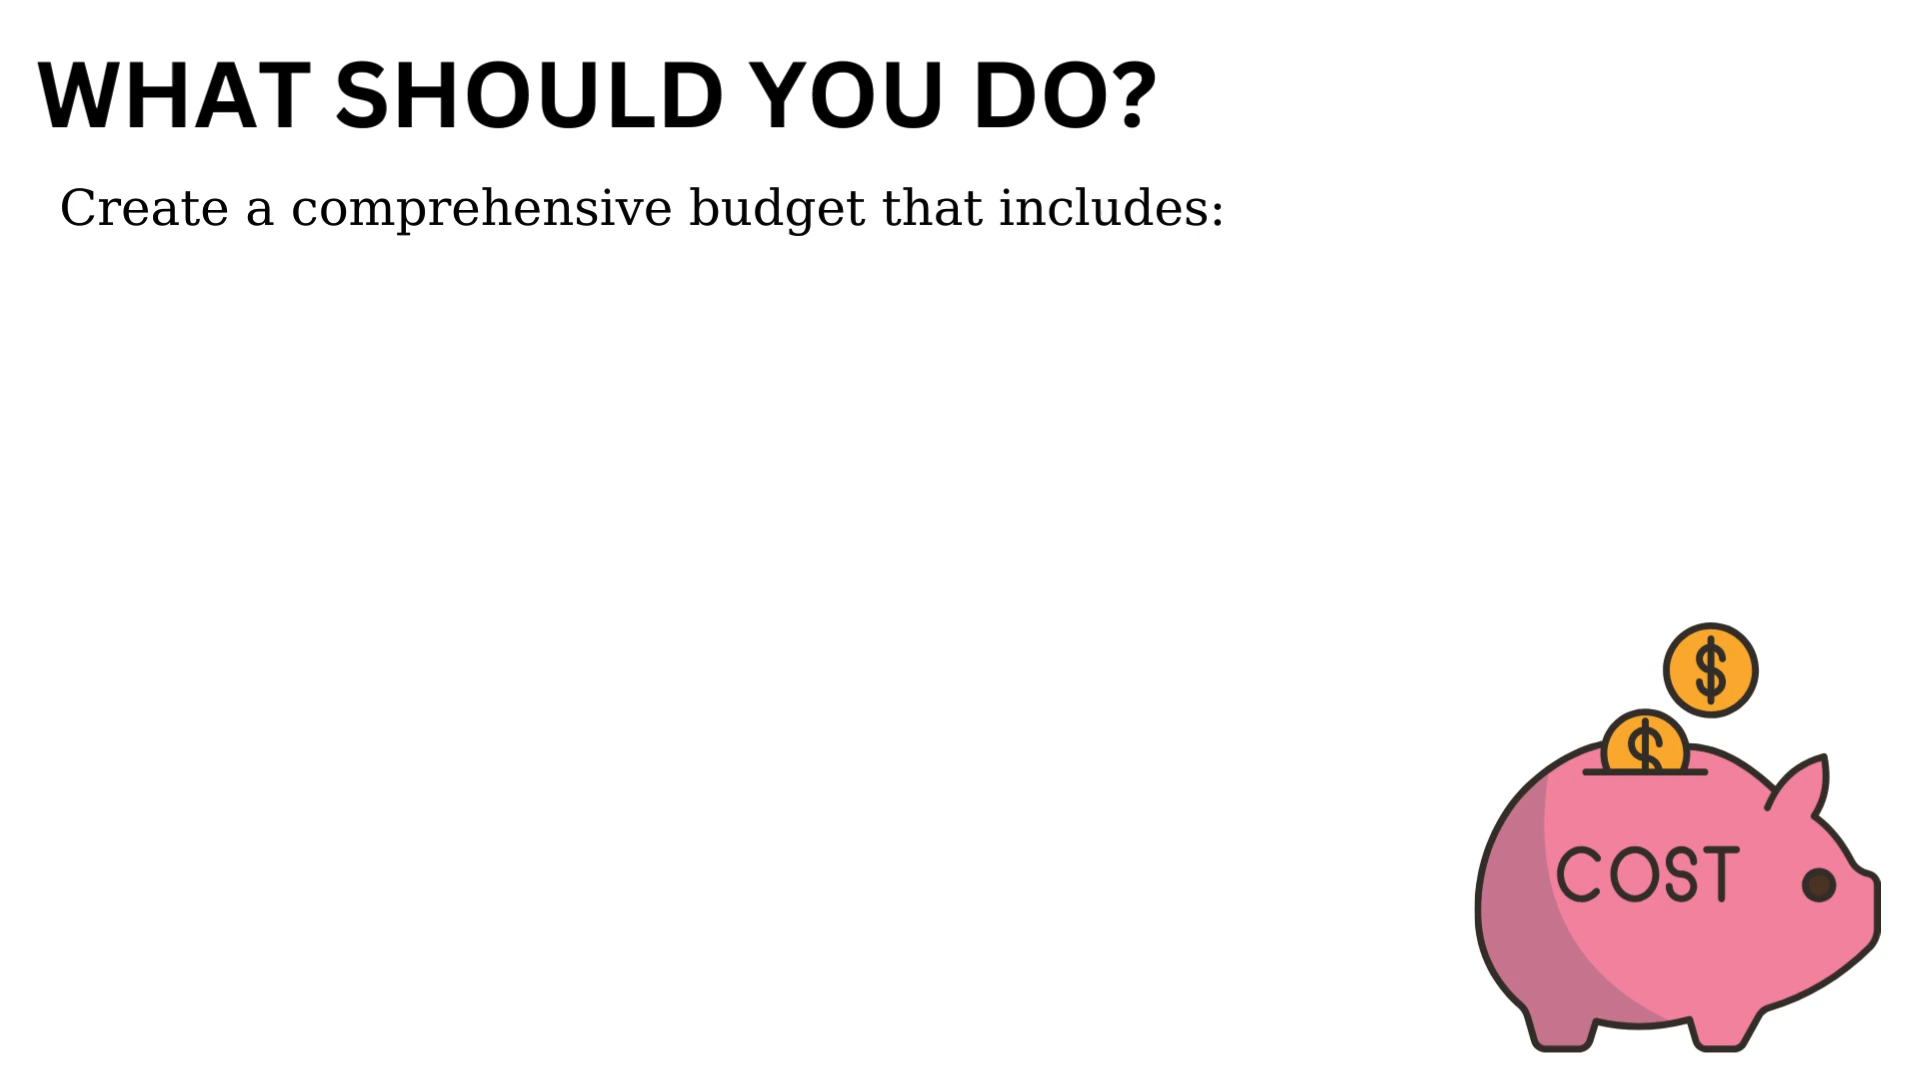 WHAT SHOULD YOU DO?
Create a comprehensive budget that includes:
$
$
COST